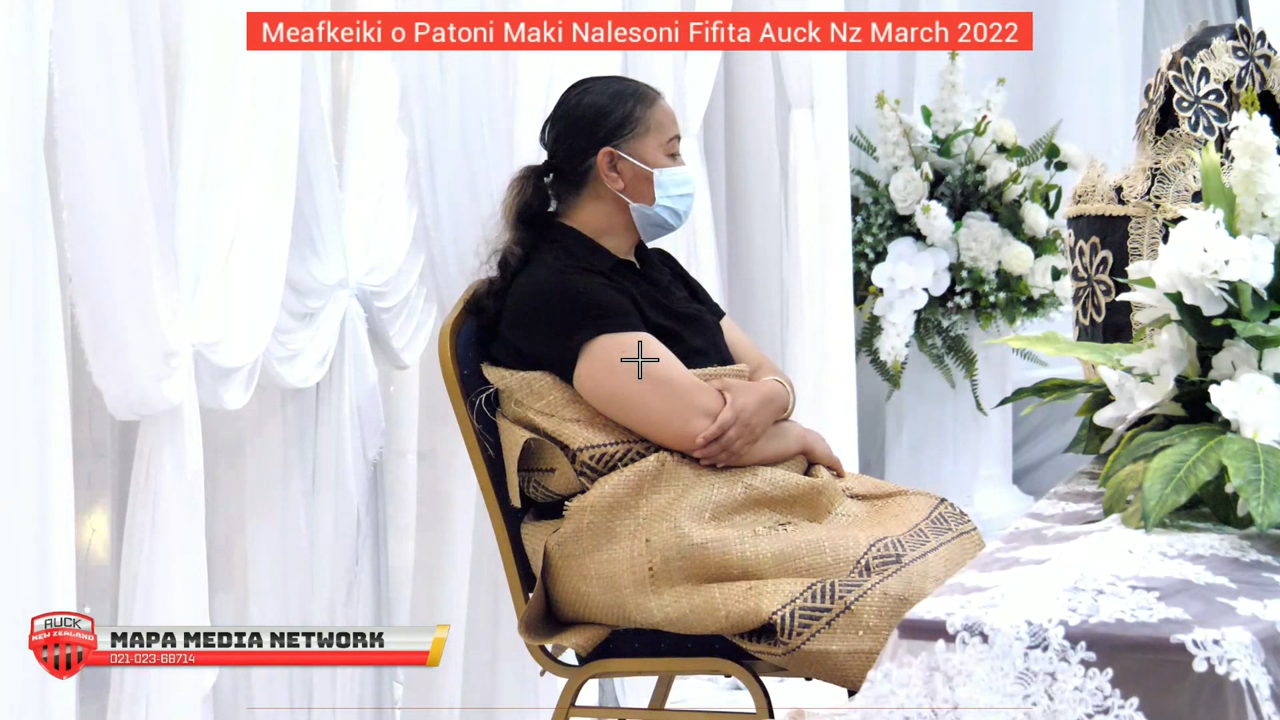 Meafkeiki o Patoni Maki Nalesoni Fifita Auck Nz March 2022
AUCK
NEW ZEALAND
MAPA MEDIA NETWORK
021-023-68714